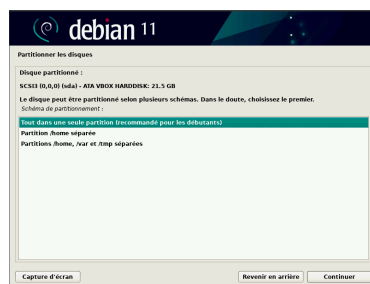 debian 11
Partitionner les disques
Disque partitionné :
SCSI3 (0,0,0) (sda) - ATA VBOX HARDDISK: 21.5 GB
Le disque peut être partitionné selon plusieurs schémas. Dans le doute, choisissez le premier.
Schéma de partitionnement :
Tout dans une seule partition (recommandé pour les débutants)
Partition /home séparée
Partitions /home, /var et /tmp séparées
Capture d'écran
Revenir en arrière
Continuer